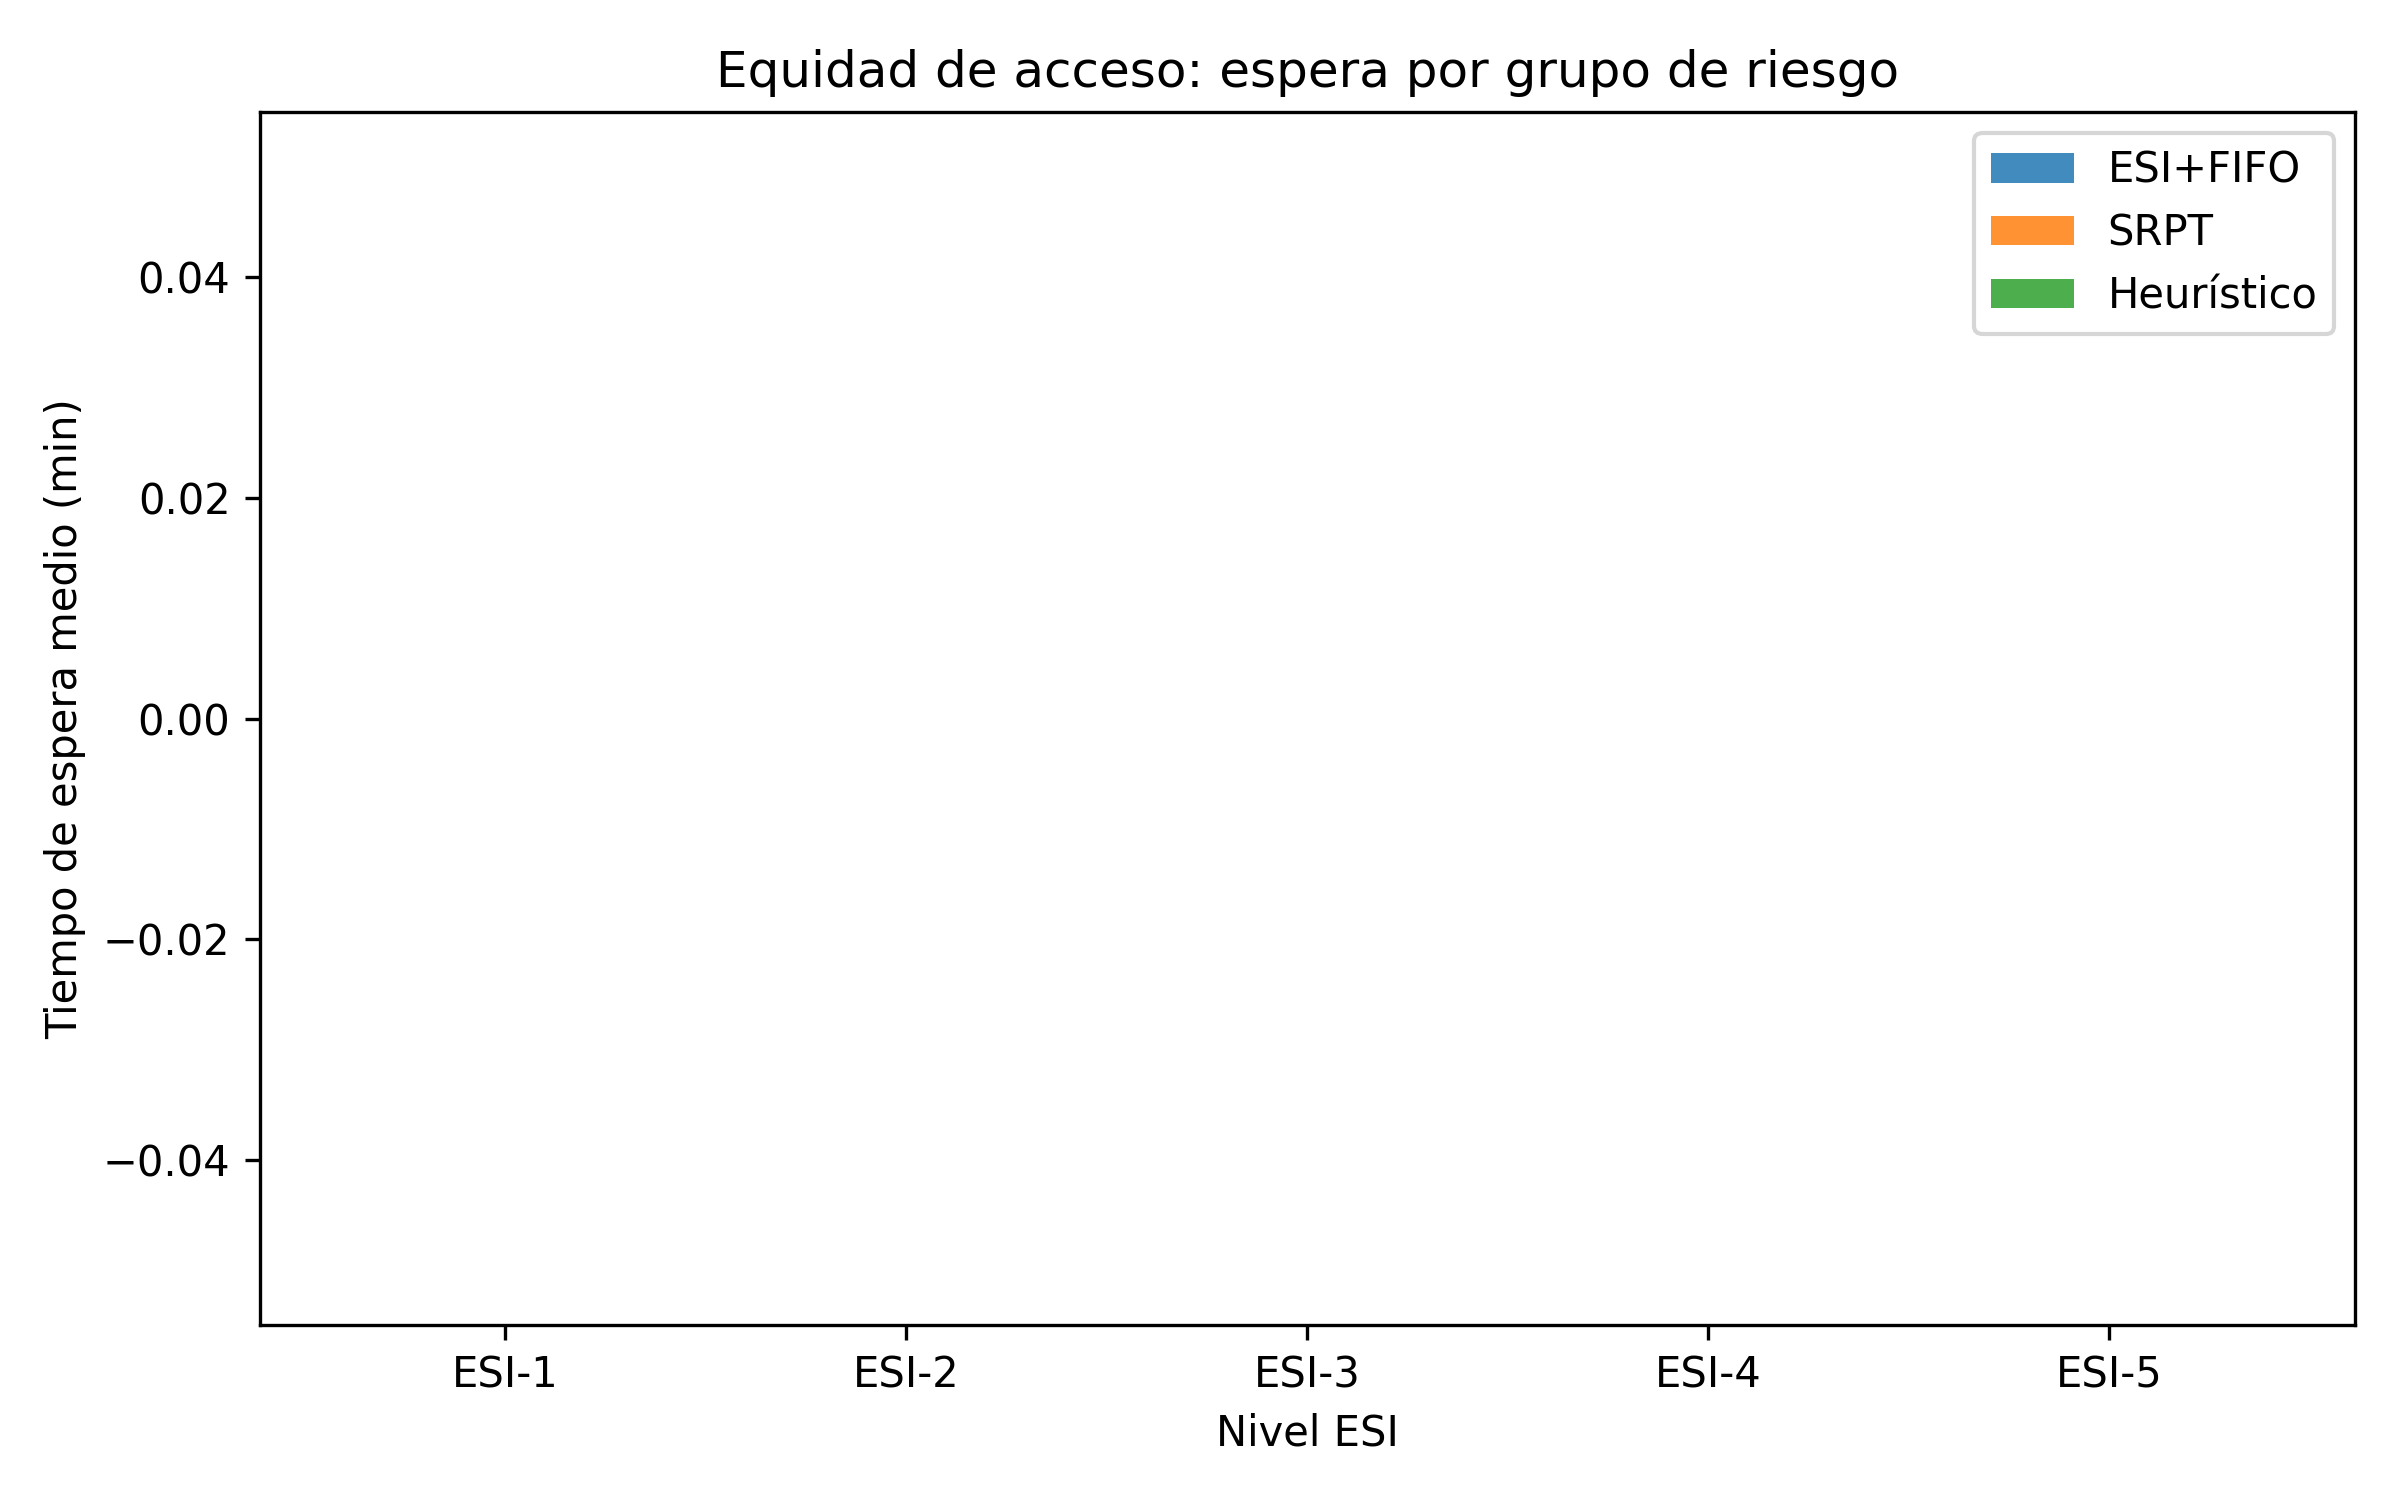 Equidad de acceso: espera por grupo de riesgo
ESI+FIFO
SRPT
Heurístico
Tiempo de espera medio (min)
0.04
0.02
0.00
−0.02
−0.04
ESI-1 ESI-2 ESI-3 ESI-4 ESI-5
Nivel ESI